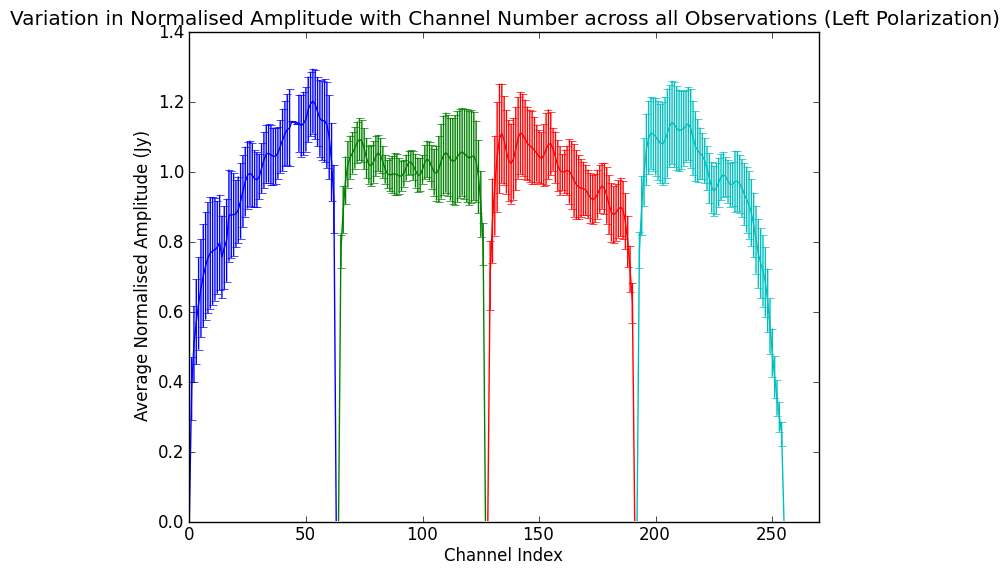 Variation in Normalised Amplitude with Channel Number across all Observations (Left Polarization)
1.4
1.2
1.0
0.8
0.6
0.4
0.2
0.0
Average Normalised Amplitude (Jy)
0 50 100 150 200 250
Channel Index